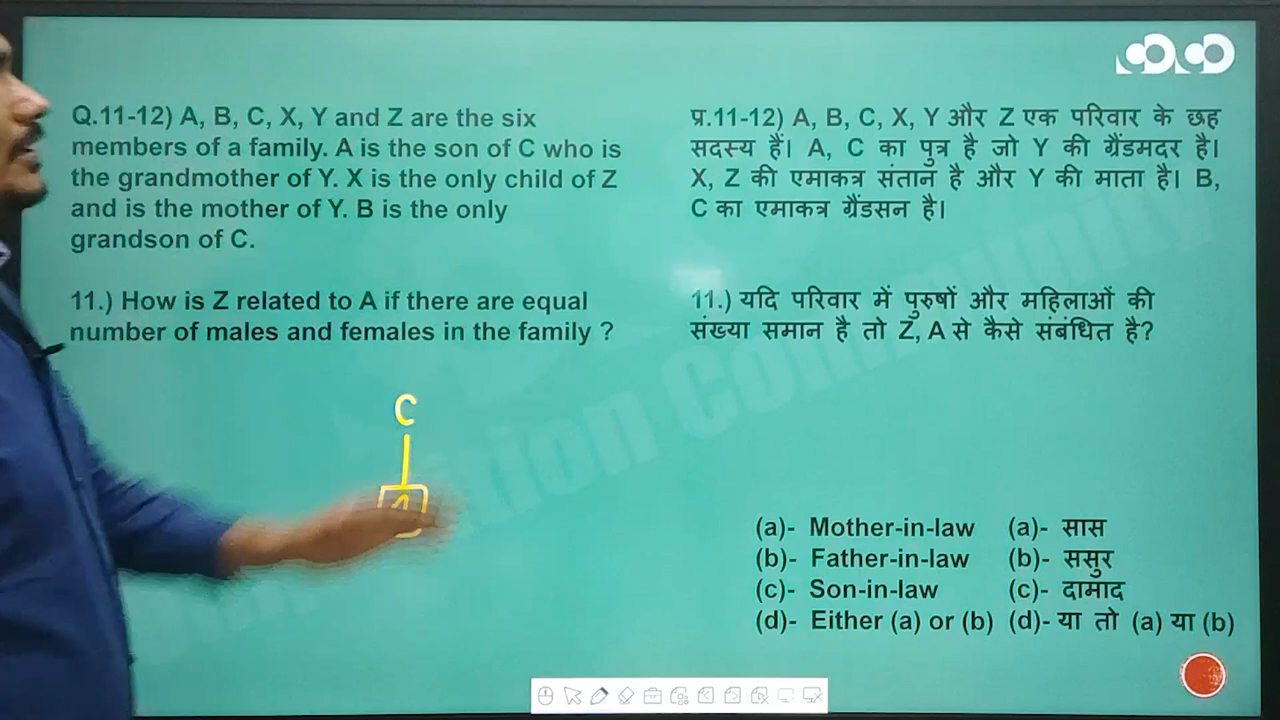 Q.11-12) A, B, C, X, Y and Z are the six
members of a family. A is the son of C who is
the grandmother of Y. X is the only child of Z
and is the mother of Y. B is the only
grandson of C.
11.) How is Z related to A if there are equal
number of males and females in the family ?
C
प्र.11-12) A, B, C, X, Y और Z एक परिवार के छह
सदस्य हैं। A, C का पुत्र है जो Y की ग्रैंडमदर है।
X, Z की एमाकत्र संतान है और Y की माता है। B,
C का एमाकत्र ग्रैंडसन है।
11.) यदि परिवार में पुरुषों और महिलाओं की
संख्या समान है तो Z, A से कैसे संबंधित है?
(a)- Mother-in-law (a)- सास
(b)- Father-in-law (b)- ससुर
(c)- Son-in-law (c)- दामाद
(d)- Either (a) or (b) (d)- या तो (a) या (b)
Community